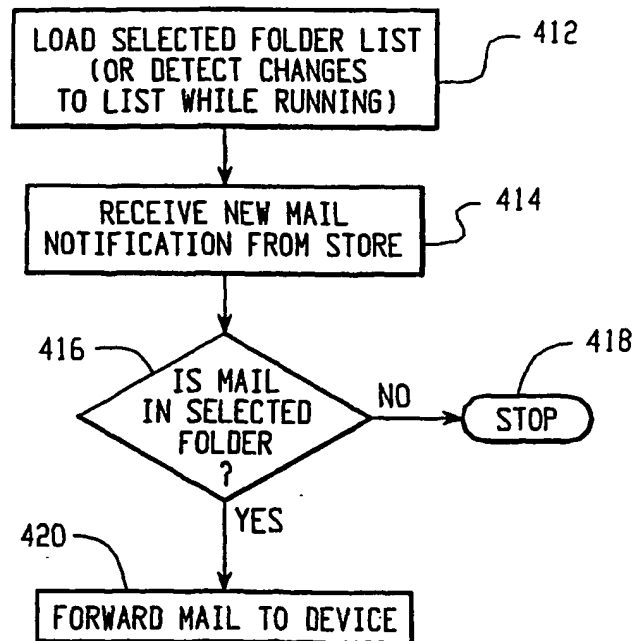 LOAD SELECTED FOLDER LIST
(OR DETECT CHANGES
TO LIST WHILE RUNNING)
412
RECEIVE NEW MAIL
NOTIFICATION FROM STORE
414
416
IS MAIL
IN SELECTED
FOLDER
?
NO
418
STOP
YES
420
FORWARD MAIL TO DEVICE